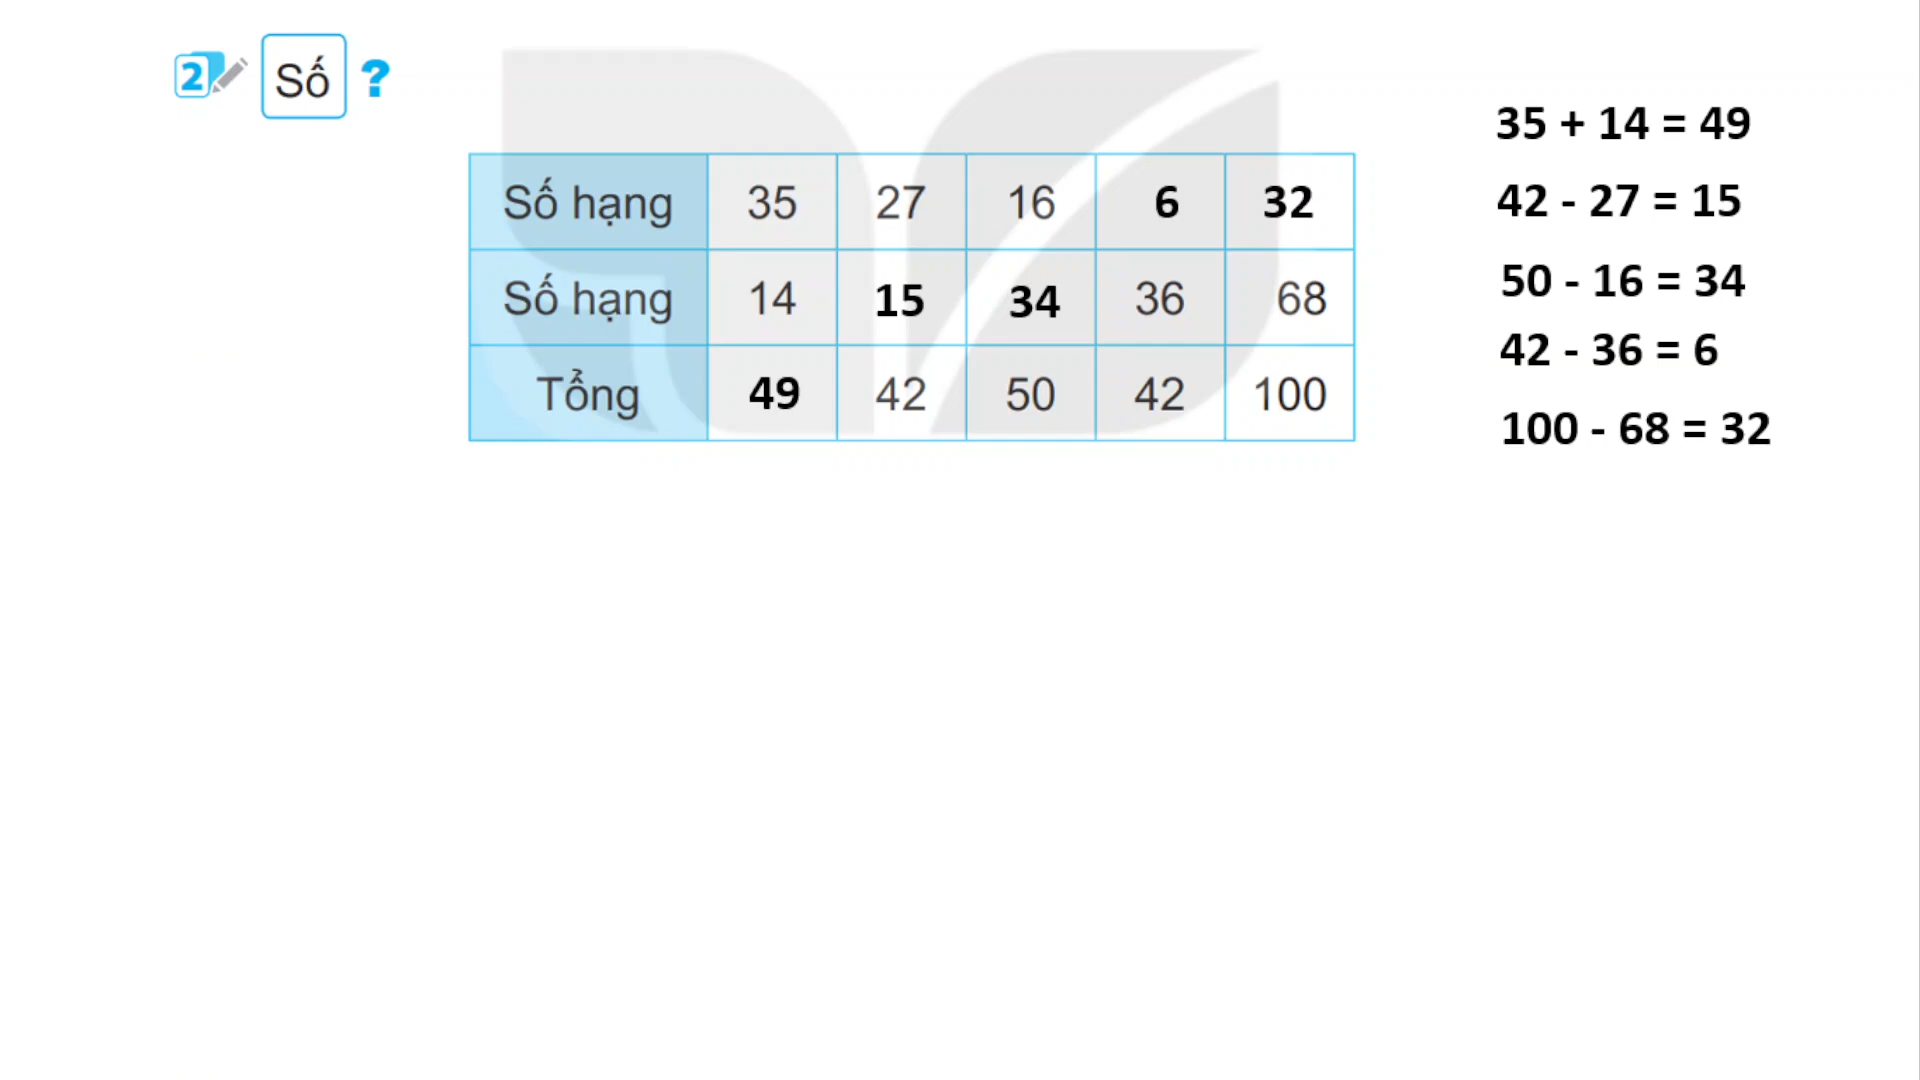 2 Số ?
Số hạng 35 27 16 6 32
Số hạng 14 15 34 36 68
Tổng 49 42 50 42 100
35 + 14 = 49
42 - 27 = 15
50 - 16 = 34
42 - 36 = 6
100 - 68 = 32